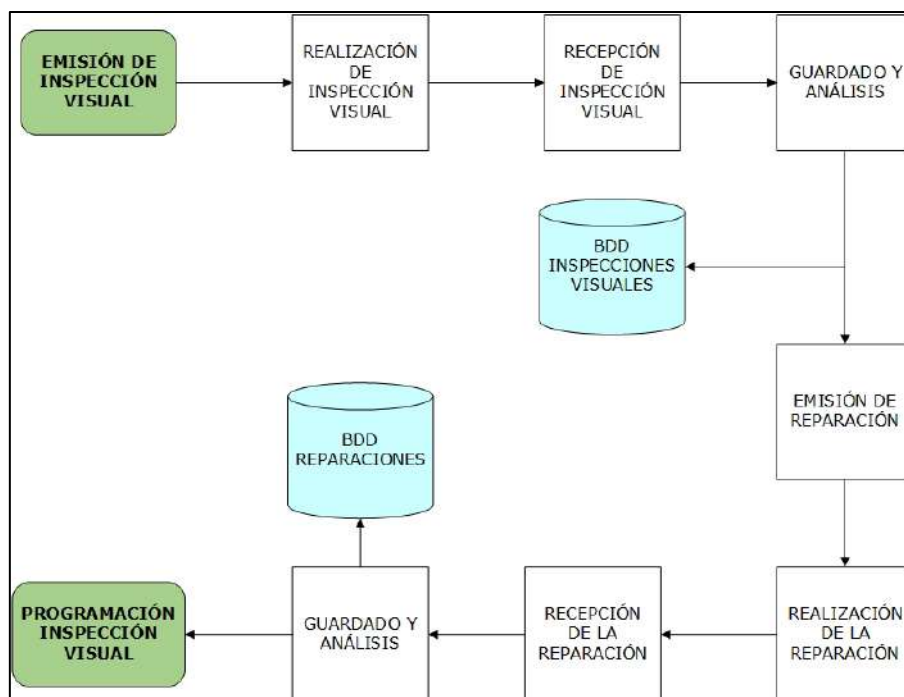 EMISIÓN DE
INSPECCIÓN
VISUAL
REALIZACIÓN
DE
INSPECCIÓN
VISUAL
RECEPCIÓN
DE
INSPECCIÓN
VISUAL
GUARDADO Y
ANÁLISIS
BDD
INSPECCIONES
VISUALES
EMISIÓN DE
REPARACIÓN
BDD
REPARACIONES
PROGRAMACIÓN
INSPECCIÓN
VISUAL
GUARDADO Y
ANÁLISIS
RECEPCIÓN
DE LA
REPARACIÓN
REALIZACIÓN
DE LA
REPARACIÓN